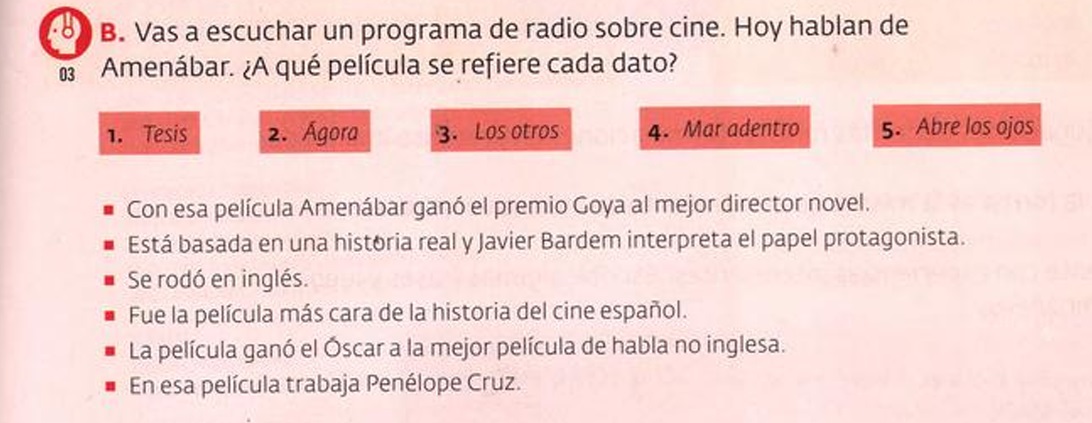 B. Vas a escuchar un programa de radio sobre cine. Hoy hablan de
03 Amenábar. ¿A qué película se refiere cada dato?
1. Tesis 2. Ágora 3. Los otros 4. Mar adentro 5. Abre los ojos
▪ Con esa película Amenábar ganó el premio Goya al mejor director novel.
▪ Está basada en una historia real y Javier Bardem interpreta el papel protagonista.
▪ Se rodó en inglés.
▪ Fue la película más cara de la historia del cine español.
▪ La película ganó el Óscar a la mejor película de habla no inglesa.
▪ En esa película trabaja Penélope Cruz.